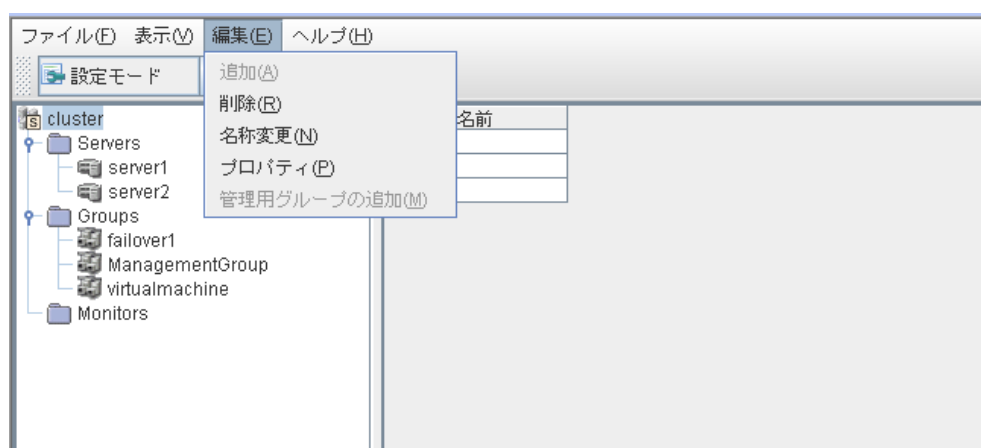 ファイル(F) 表示(V) 編集(E) ヘルプ(H)
設定モード
追加(A)
削除(R)
名称変更(N)
プロパティ(P)
管理用グループの追加(M)
名前
cluster
Servers
server1
server2
Groups
failover1
ManagementGroup
virtualmachine
Monitors